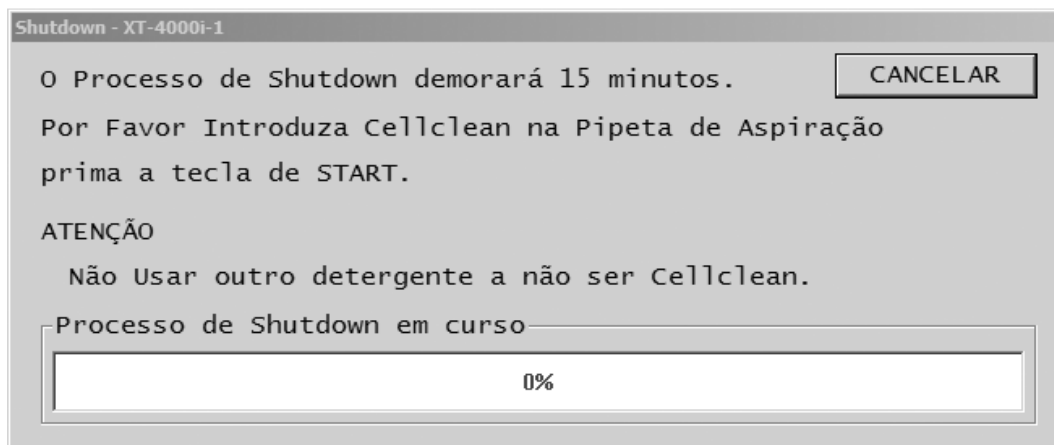 Shutdown - XT-4000i-1
O Processo de Shutdown demorará 15 minutos.
CANCELAR
Por Favor Introduza Cellclean na Pipeta de Aspiração
prima a tecla de START.
ATENÇÃO
Não Usar outro detergente a não ser Cellclean.
Processo de Shutdown em curso
0%